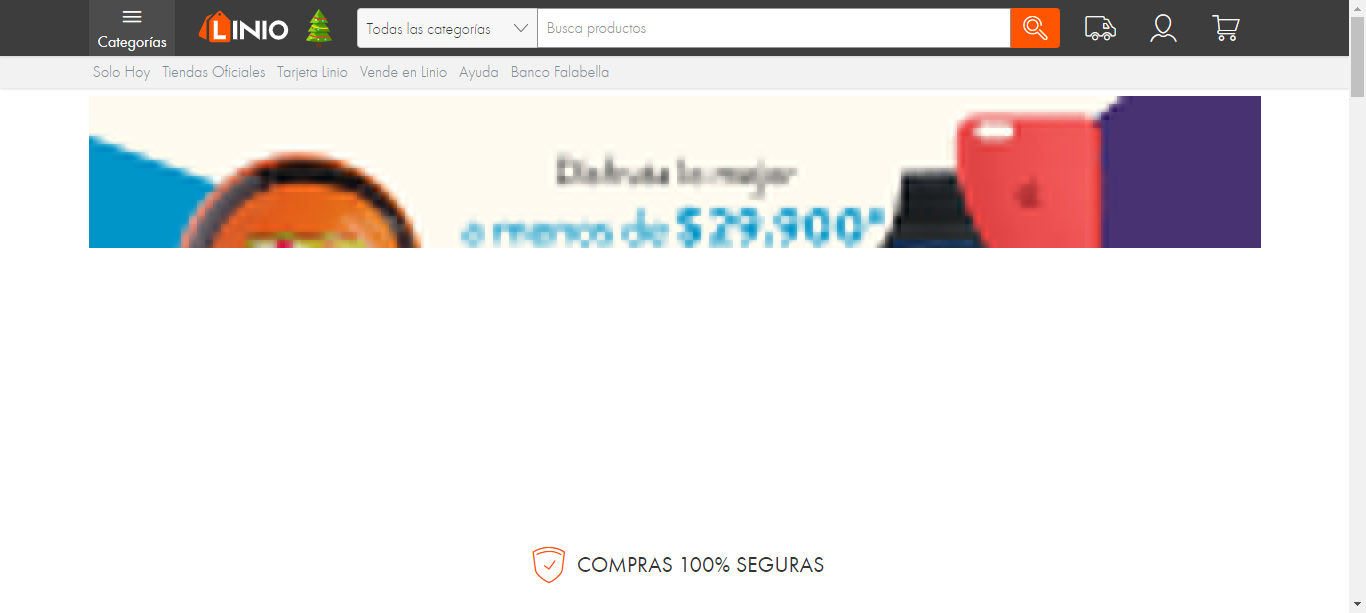 Categorías
LINIO
Todas las categorías
Busca productos
Solo Hoy Tiendas Oficiales Tarjeta Linio Vende en Linio Ayuda Banco Falabella
Disfruta lo mejor
a menos de $29.900*
COMPRAS 100% SEGURAS